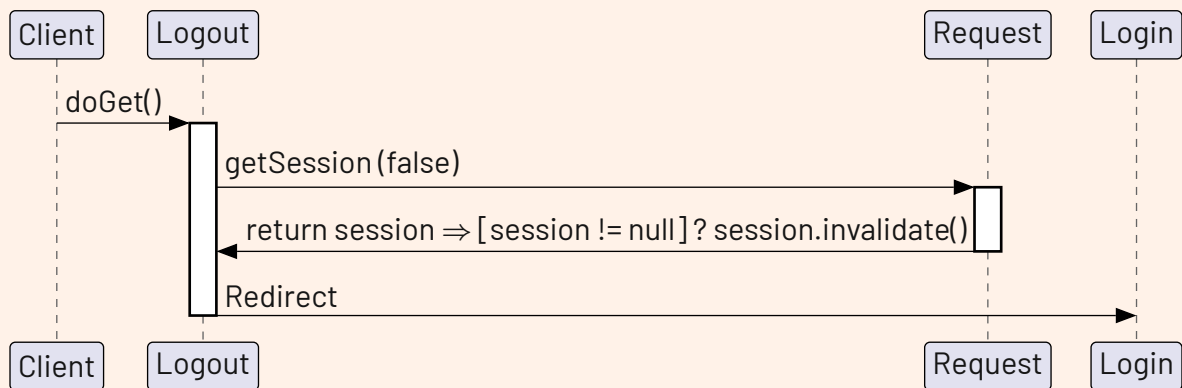 Client Logout Request Login
doGet()
getSession (false)
return session ⇒ [session != null] ? session.invalidate()
Redirect
Client Logout Request Login